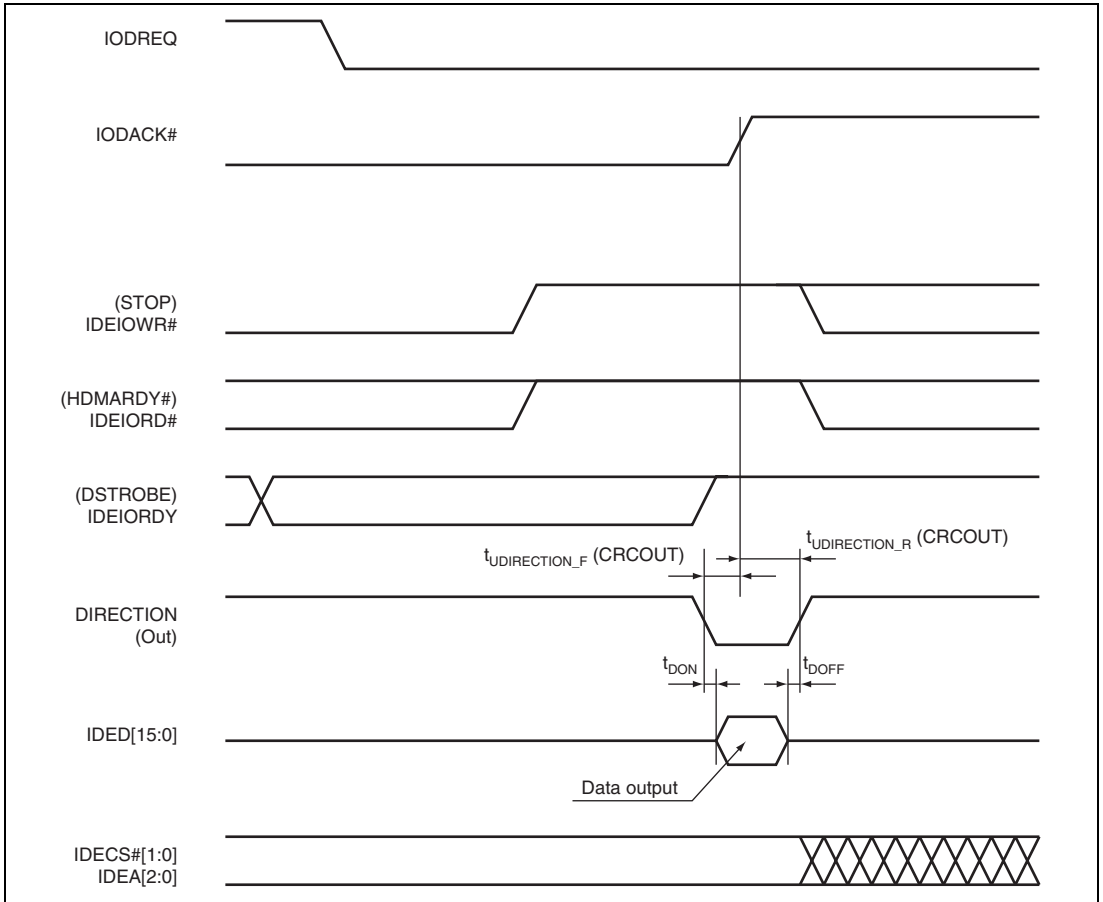 IODREQ
IODACK#
(STOP)
IDEIOWR#
(HDMARDY#)
IDEIORD#
(DSTROBE)
IDEIORDY
tUDIRECTION_F (CRCOUT)
tUDIRECTION_R (CRCOUT)
DIRECTION
(Out)
tDON
tDOFF
IDED[15:0]
Data output
IDECS#[1:0]
IDEA[2:0]